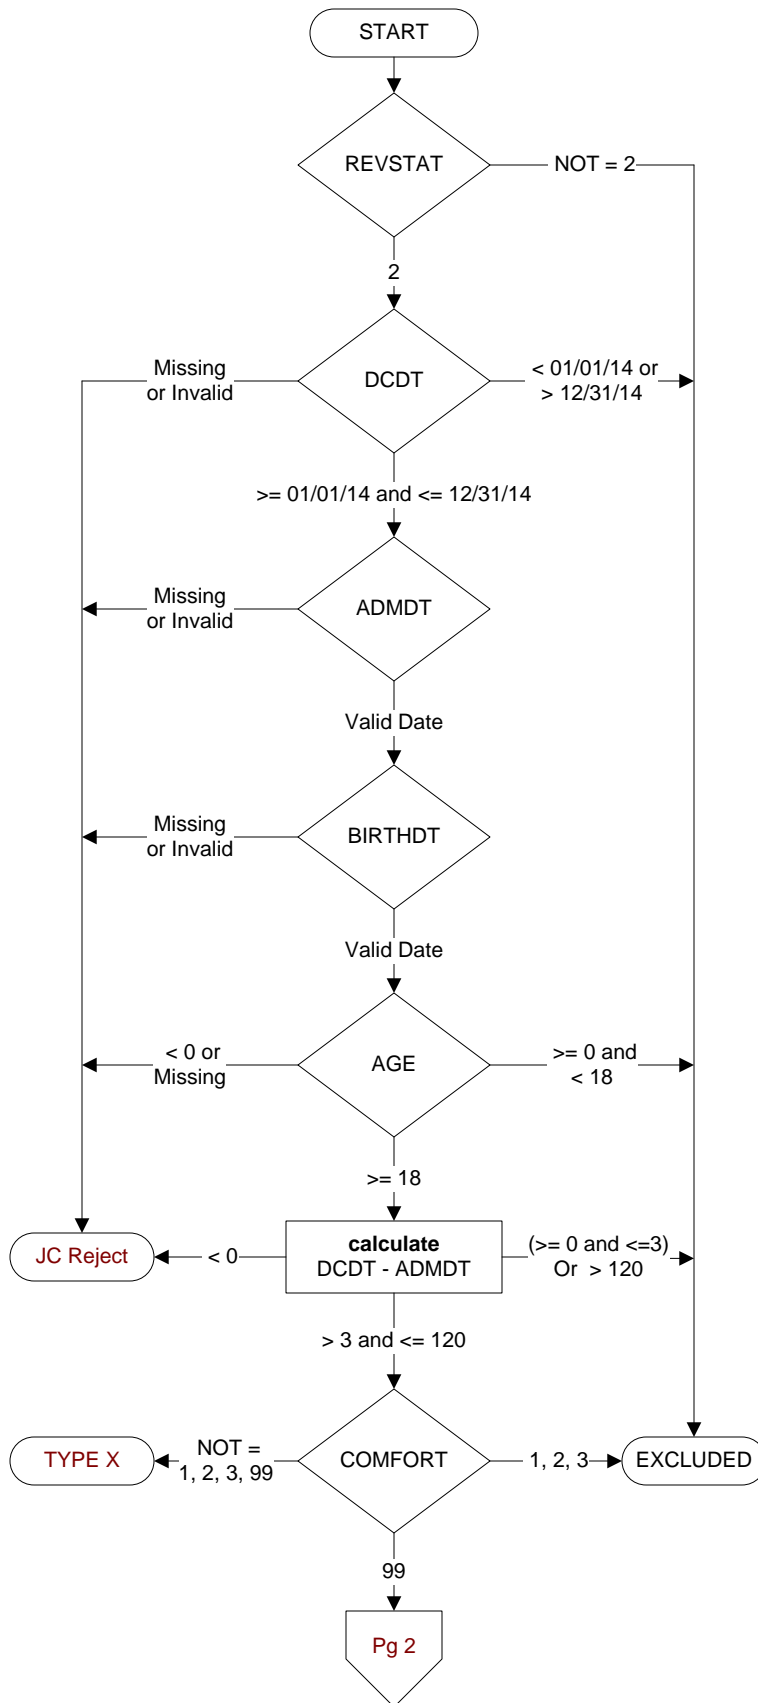 START
REVSTAT
NOT = 2
2
Missing
or Invalid
DCDT
< 01/01/14 or
> 12/31/14
>= 01/01/14 and <= 12/31/14
Missing
or Invalid
ADMDT
Valid Date
Missing
or Invalid
BIRTHDT
Valid Date
< 0 or
Missing
AGE
>= 0 and
< 18
>= 18
JC Reject
< 0
calculate
DCDT - ADMDT
(>= 0 and <=3)
Or > 120
> 3 and <= 120
TYPE X
NOT =
1, 2, 3, 99
COMFORT
1, 2, 3
EXCLUDED
99
Pg 2